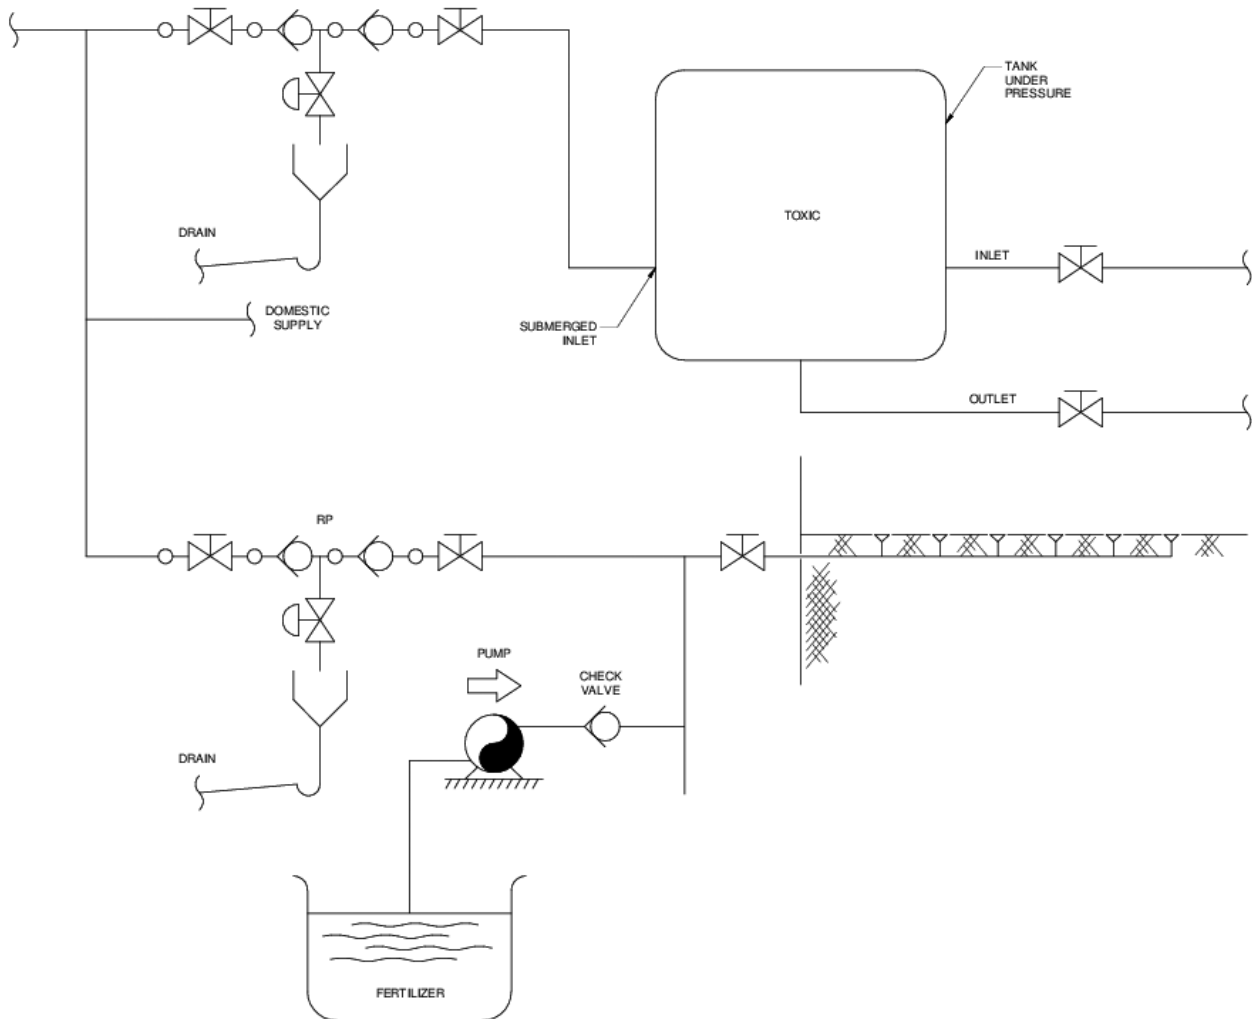 TANK
UNDER
PRESSURE
TOXIC
DRAIN
INLET
DOMESTIC
SUPPLY
SUBMERGED
INLET
OUTLET
RP
PUMP
CHECK
VALVE
DRAIN
FERTILIZER